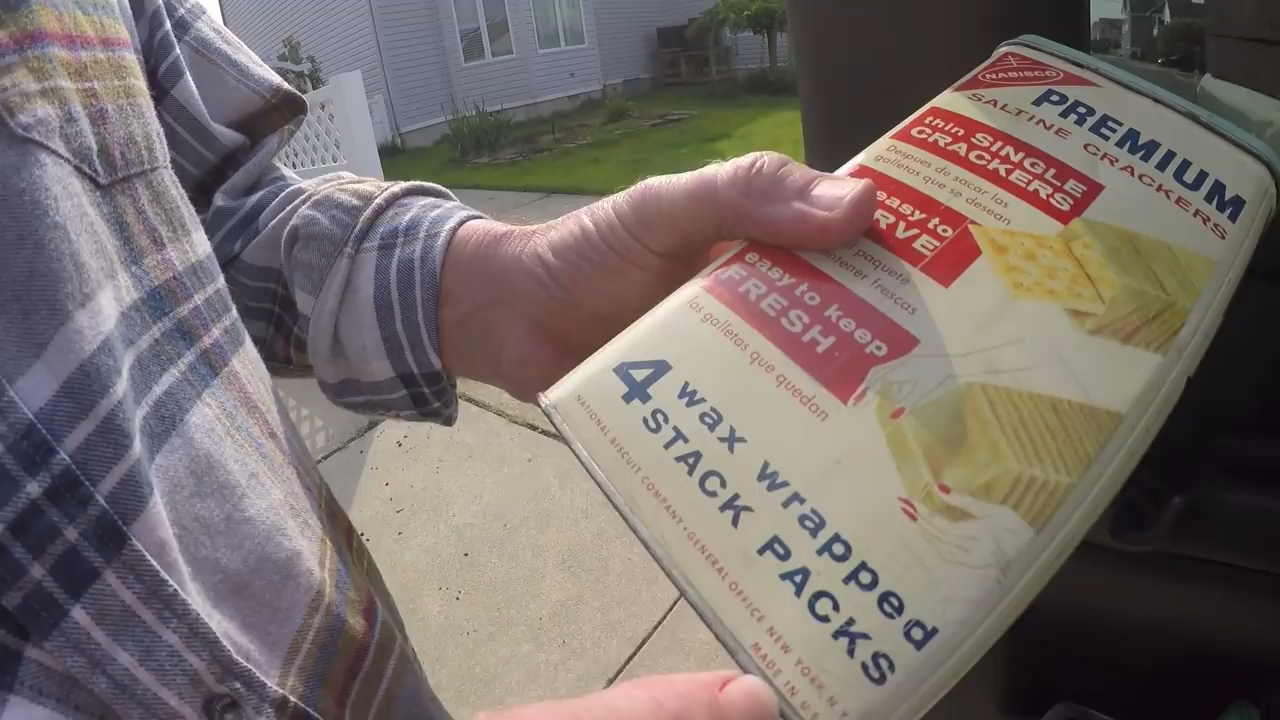 NABISCO
PREMIUM
SALTINE CRACKERS
thin SINGLE
CRACKERS
Despues de sacar las
galletas que se desean
easy to
paquete
frescas
easy to keep
FRESH
las galletas que quedan
4 wax wrapped
STACK PACKS
NATIONAL BISCUIT COMPANY • GENERAL OFFICE NEW YORK, N.Y.
MADE IN